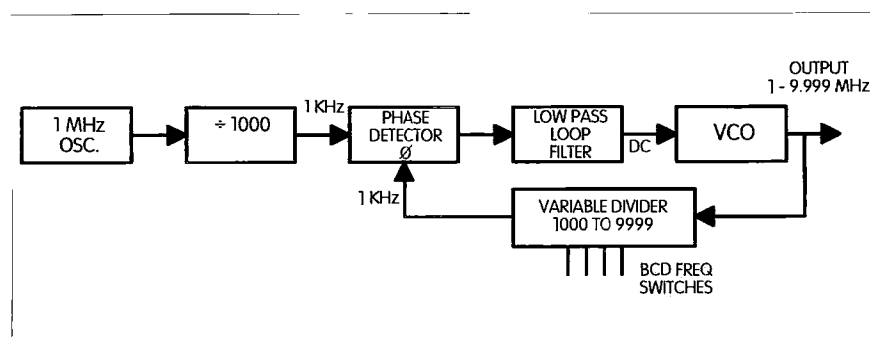 OUTPUT
1 - 9.999 MHz
1 MHz
OSC.
÷ 1000
1 KHz
PHASE
DETECTOR
Ø
LOW PASS
LOOP
FILTER
DC
VCO
1 KHz
VARIABLE DIVIDER
1000 TO 9999
BCD FREQ
SWITCHES